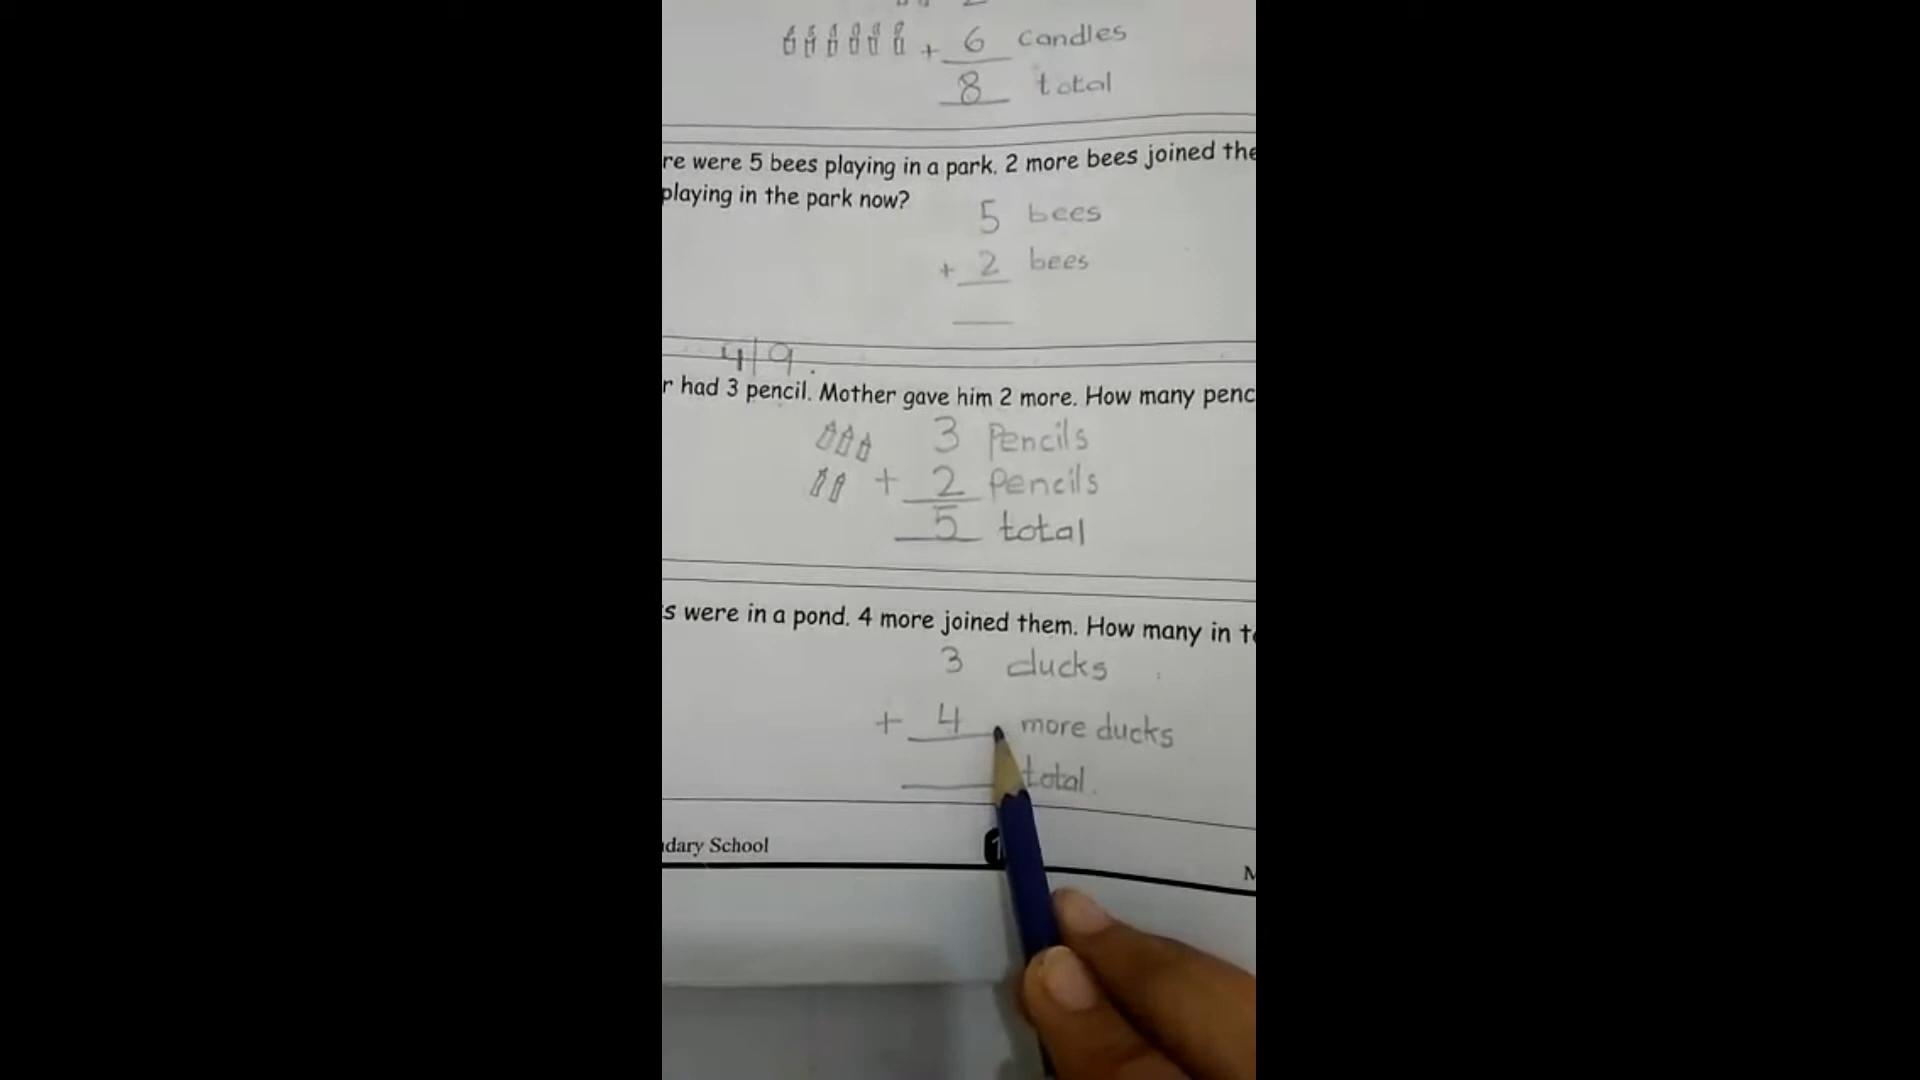 + 6 candles
8 total
re were 5 bees playing in a park. 2 more bees joined the
playing in the park now?
5 bees
+ 2 bees
4/9.
r had 3 pencil. Mother gave him 2 more. How many penc
3 Pencils
+ 2 Pencils
5 total
s were in a pond. 4 more joined them. How many in t
3 ducks
+ 4 more ducks
total.
dary School